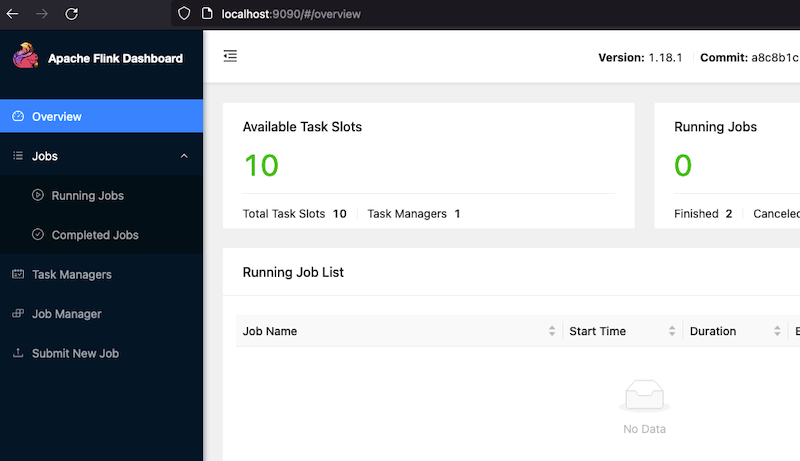 localhost:9090/#/overview
Apache Flink Dashboard
Version: 1.18.1 Commit: a8c8b1c
Overview
Jobs
Running Jobs
Completed Jobs
Task Managers
Job Manager
Submit New Job
Available Task Slots
10
Total Task Slots 10 Task Managers 1
Running Jobs
0
Finished 2 Canceled
Running Job List
Job Name Start Time Duration E
No Data